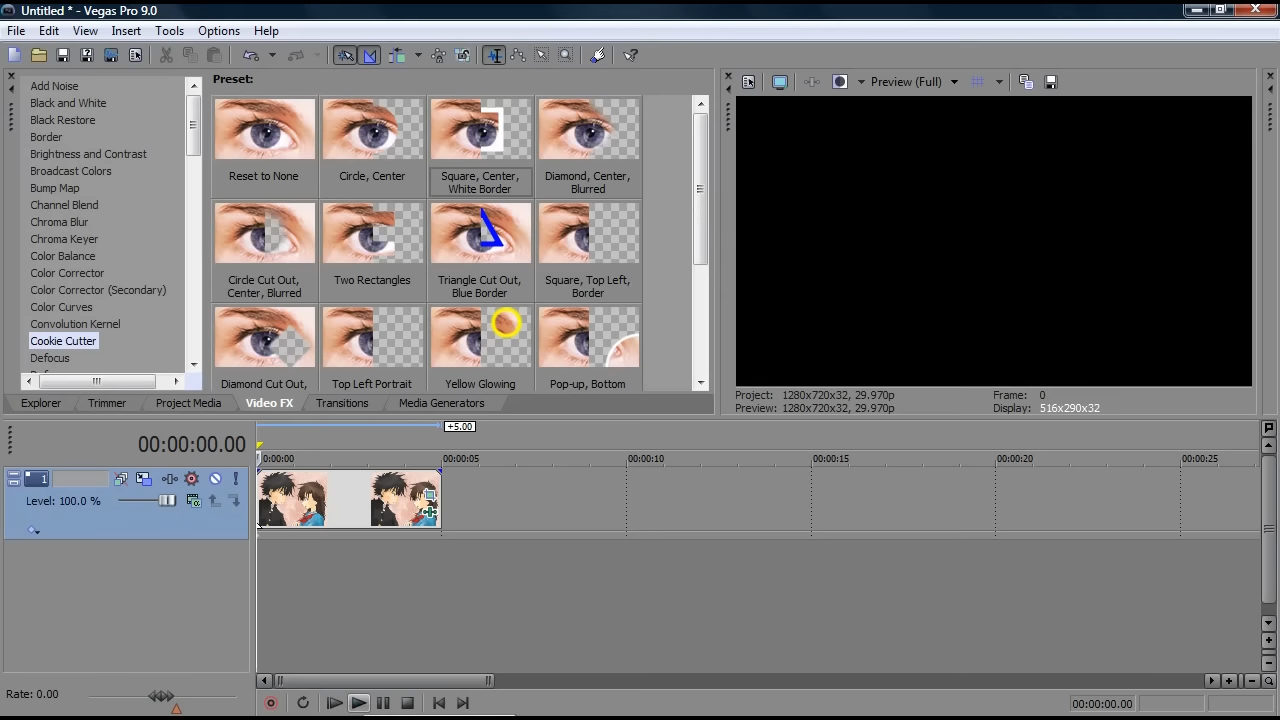 Untitled * - Vegas Pro 9.0
File Edit View Insert Tools Options Help
Add Noise
Black and White
Black Restore
Border
Brightness and Contrast
Broadcast Colors
Bump Map
Channel Blend
Chroma Blur
Chroma Keyer
Color Balance
Color Corrector
Color Corrector (Secondary)
Color Curves
Convolution Kernel
Cookie Cutter
Defocus
Preset:
Reset to None
Circle, Center
Square, Center,
White Border
Diamond, Center,
Blurred
Circle Cut Out,
Center, Blurred
Two Rectangles
Triangle Cut Out,
Blue Border
Square, Top Left,
Border
Diamond Cut Out,
Top Left Portrait
Yellow Glowing
Pop-up, Bottom
Explorer Trimmer Project Media Video FX Transitions Media Generators
Preview (Full)
Project: 1280x720x32, 29.970p Frame: 0
Preview: 1280x720x32, 29.970p Display: 516x290x32
00:00:00.00
+5.00
0:00:00 00:00:05 00:00:10 00:00:15 00:00:20 00:00:25
1
Level: 100.0 %
Rate: 0.00
00:00:00.00